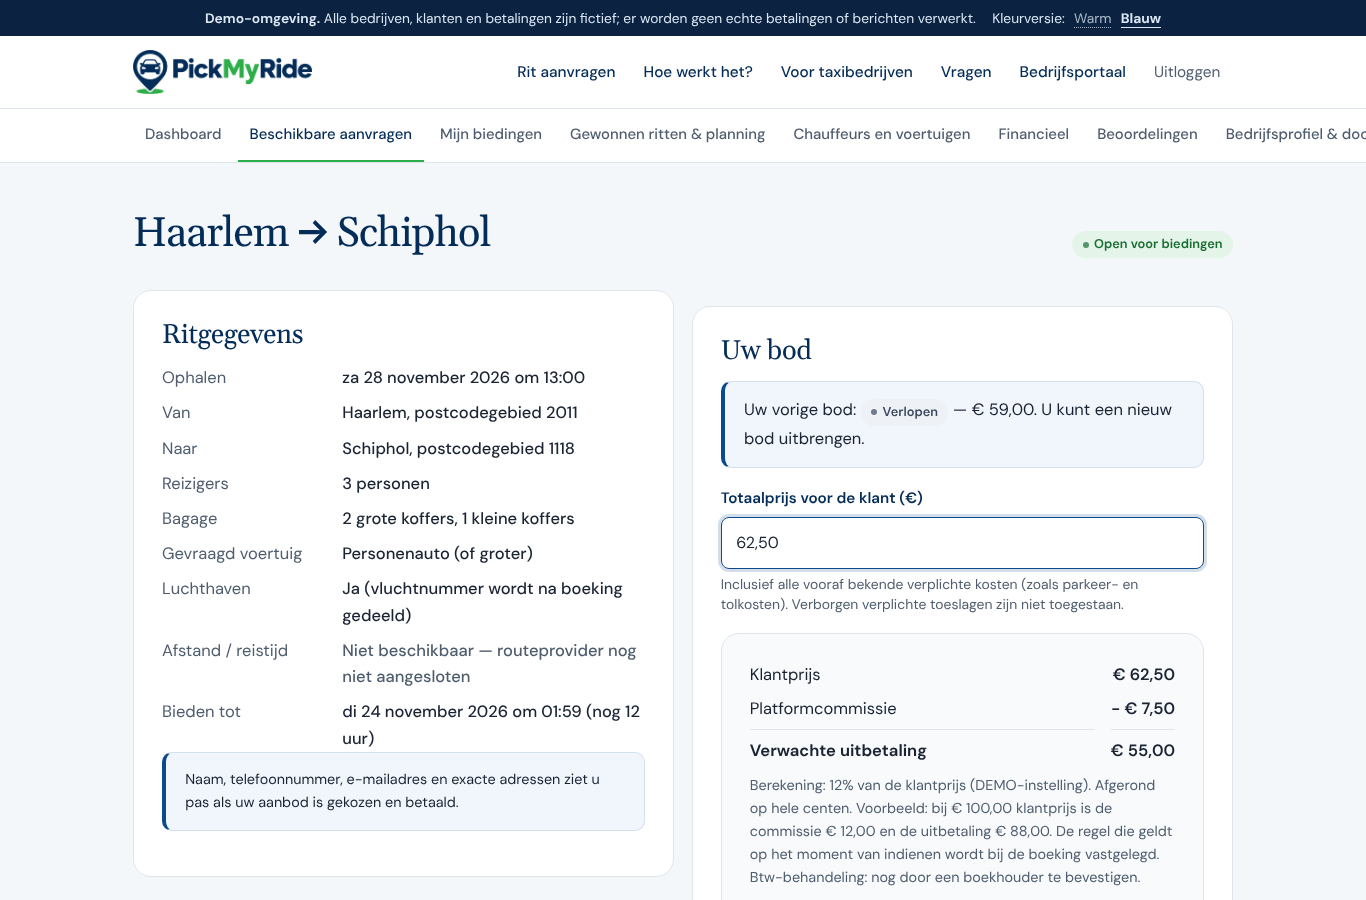 Demo-omgeving. Alle bedrijven, klanten en betalingen zijn fictief; er worden geen echte betalingen of berichten verwerkt. Kleurversie: Warm Blauw
PickMyRide
Rit aanvragen Hoe werkt het? Voor taxibedrijven Vragen Bedrijfsportaal Uitloggen
Dashboard Beschikbare aanvragen Mijn biedingen Gewonnen ritten & planning Chauffeurs en voertuigen Financieel Beoordelingen Bedrijfsprofiel & doc
Haarlem → Schiphol
Open voor biedingen
Ritgegevens
Ophalen za 28 november 2026 om 13:00
Van Haarlem, postcodegebied 2011
Naar Schiphol, postcodegebied 1118
Reizigers 3 personen
Bagage 2 grote koffers, 1 kleine koffers
Gevraagd voertuig Personenauto (of groter)
Luchthaven Ja (vluchtnummer wordt na boeking
gedeeld)
Afstand / reistijd Niet beschikbaar — routeprovider nog
niet aangesloten
Bieden tot di 24 november 2026 om 01:59 (nog 12
uur)
Naam, telefoonnummer, e-mailadres en exacte adressen ziet u
pas als uw aanbod is gekozen en betaald.
Uw bod
Uw vorige bod: Verlopen — € 59,00. U kunt een nieuw
bod uitbrengen.
Totaalprijs voor de klant (€)
62,50
Inclusief alle vooraf bekende verplichte kosten (zoals parkeer- en
tolkosten). Verborgen verplichte toeslagen zijn niet toegestaan.
Klantprijs € 62,50
Platformcommissie - € 7,50
Verwachte uitbetaling € 55,00
Berekening: 12% van de klantprijs (DEMO-instelling). Afgerond
op hele centen. Voorbeeld: bij € 100,00 klantprijs is de
commissie € 12,00 en de uitbetaling € 88,00. De regel die geldt
op het moment van indienen wordt bij de boeking vastgelegd.
Btw-behandeling: nog door een boekhouder te bevestigen.